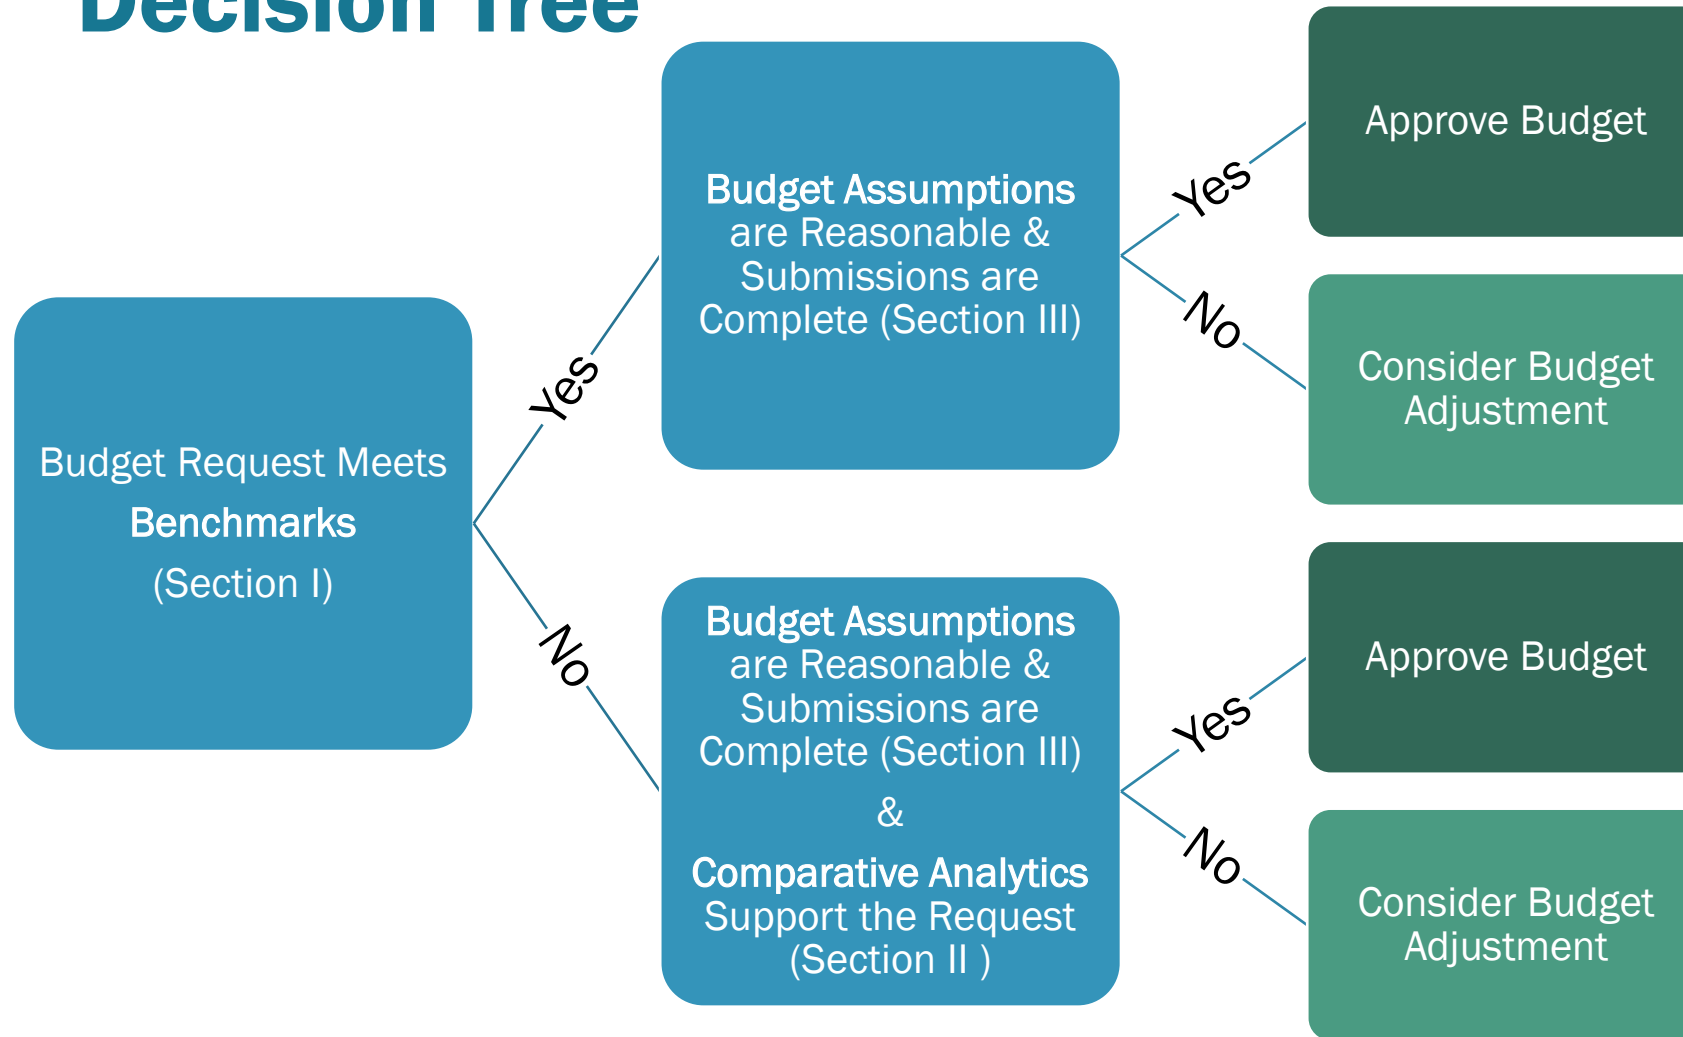 Decision Tree
Budget Request Meets
Benchmarks
(Section I)
Yes
No
Budget Assumptions
are Reasonable &
Submissions are
Complete (Section III)
Yes
No
Approve Budget
Consider Budget
Adjustment
Budget Assumptions
are Reasonable &
Submissions are
Complete (Section III)
&
Comparative Analytics
Support the Request
(Section II )
Yes
No
Approve Budget
Consider Budget
Adjustment